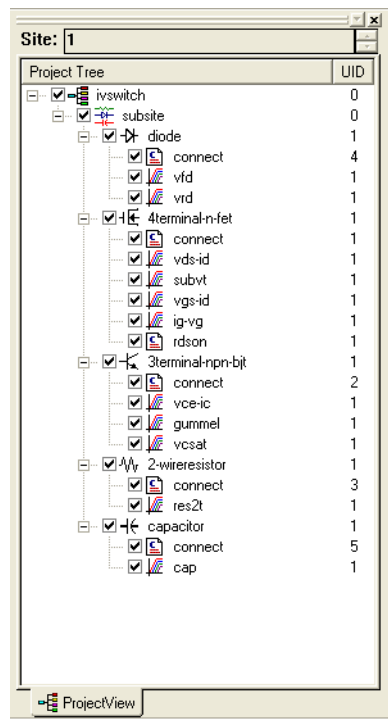 Site: 1
Project Tree UID
ivswitch 0
subsite 0
diode 1
connect 4
vfd 1
vrd 1
4terminal-n-fet 1
connect 1
vds-id 1
subvt 1
vgs-id 1
ig-vg 1
rdson 1
3terminal-npn-bjt 1
connect 2
vce-ic 1
gummel 1
vcsat 1
2-wireresistor 1
connect 3
res2t 1
capacitor 1
connect 5
cap 1
ProjectView